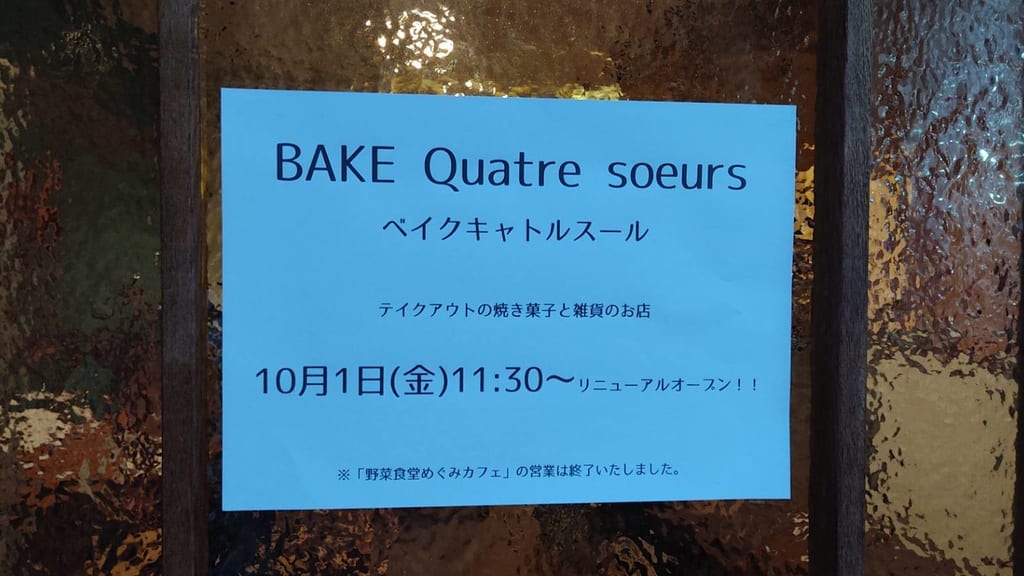 BAKE Quatre soeurs
ベイクキャトルスール
テイクアウトの焼き菓子と雑貨のお店
10月1日(金)11:30～リニューアルオープン！！
※「野菜食堂めぐみカフェ」の営業は終了いたしました。